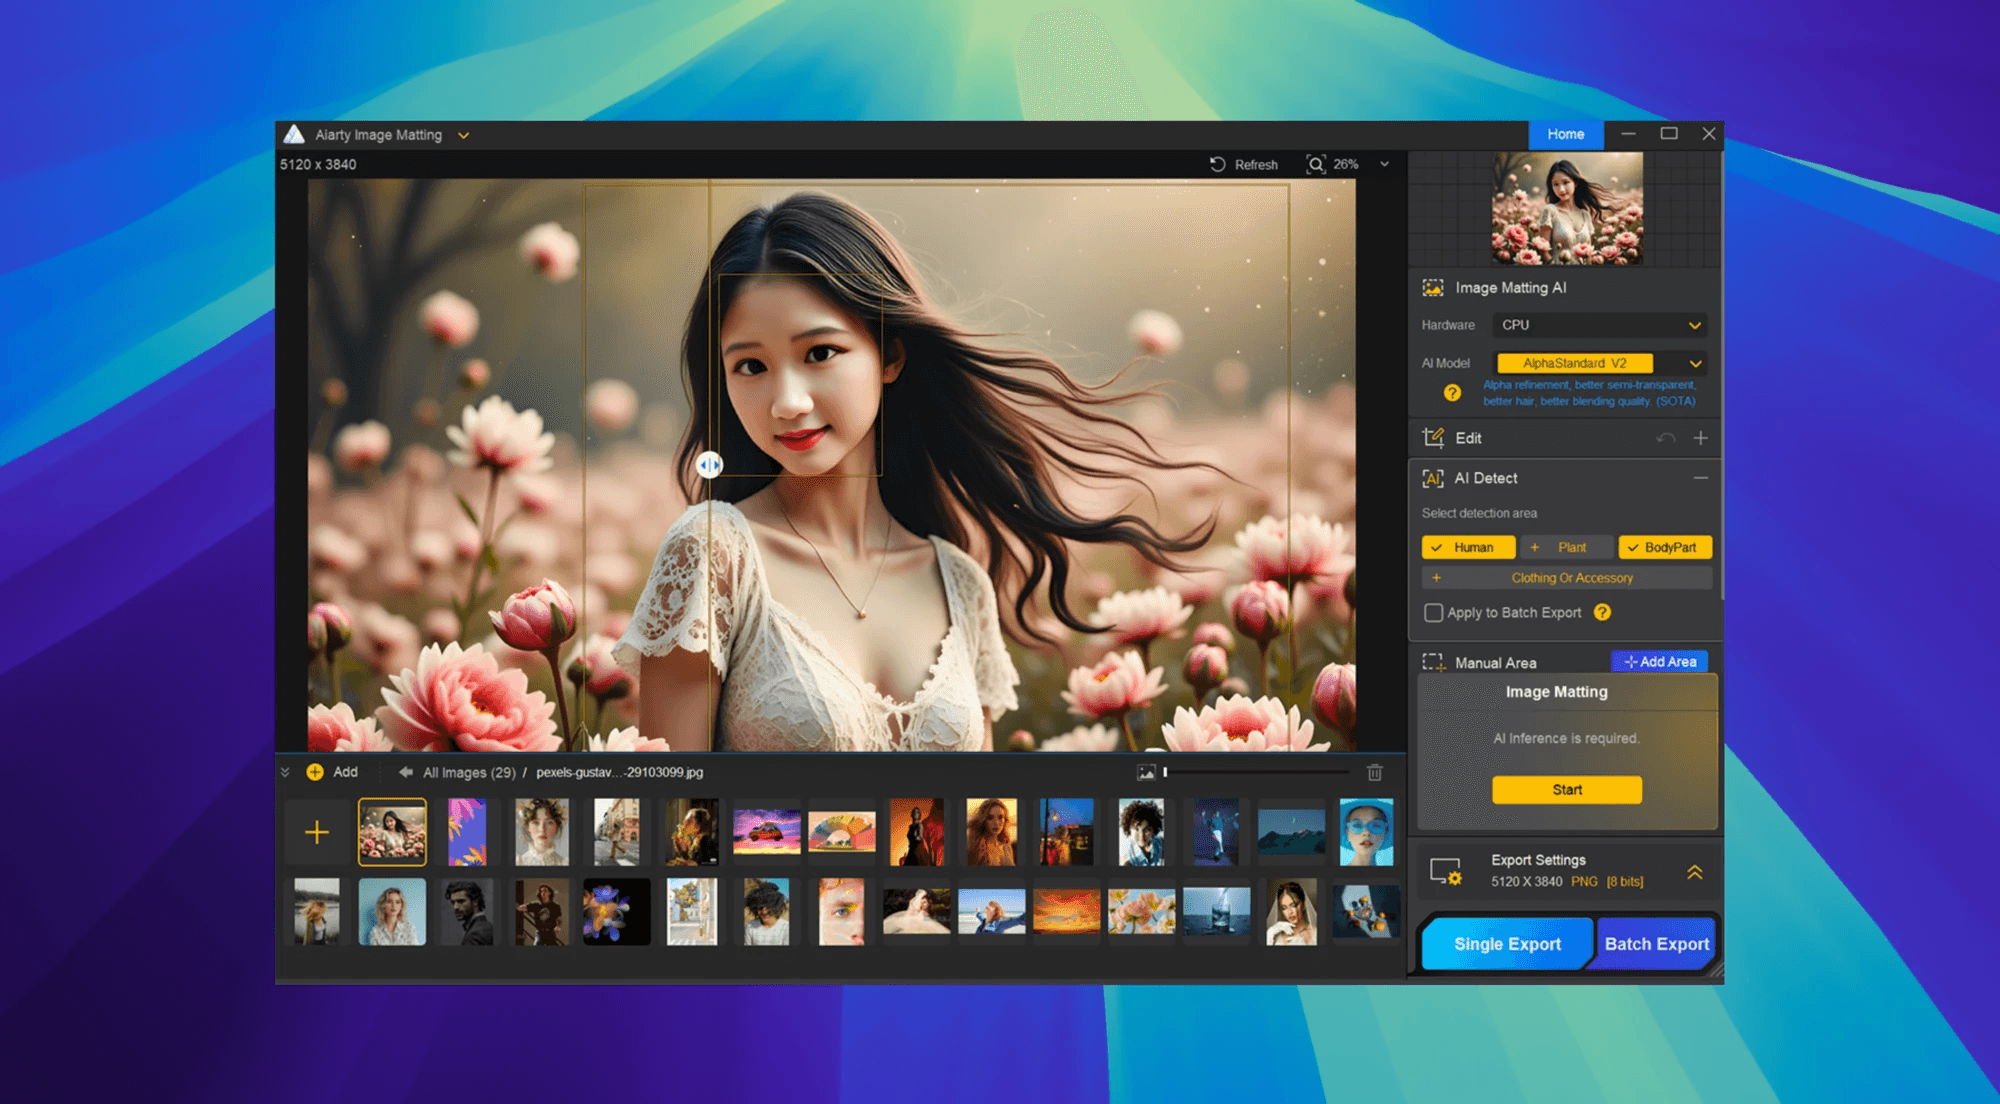 Aiarty Image Matting
Home
5120 x 3840
Refresh
26%
Image Matting AI
Hardware
CPU
AI Model
AlphaStandard V2
Alpha refinement, better semi-transparent,
better hair, better blending quality. (SOTA)
Edit
AI Detect
Select detection area
Human
Plant
BodyPart
Clothing Or Accessory
Apply to Batch Export
Manual Area
Add Area
Image Matting
AI Inference is required.
Start
Add
All Images (29) / pexels-gustav...-29103099.jpg
Export Settings
5120 X 3840 PNG [8 bits]
Single Export
Batch Export